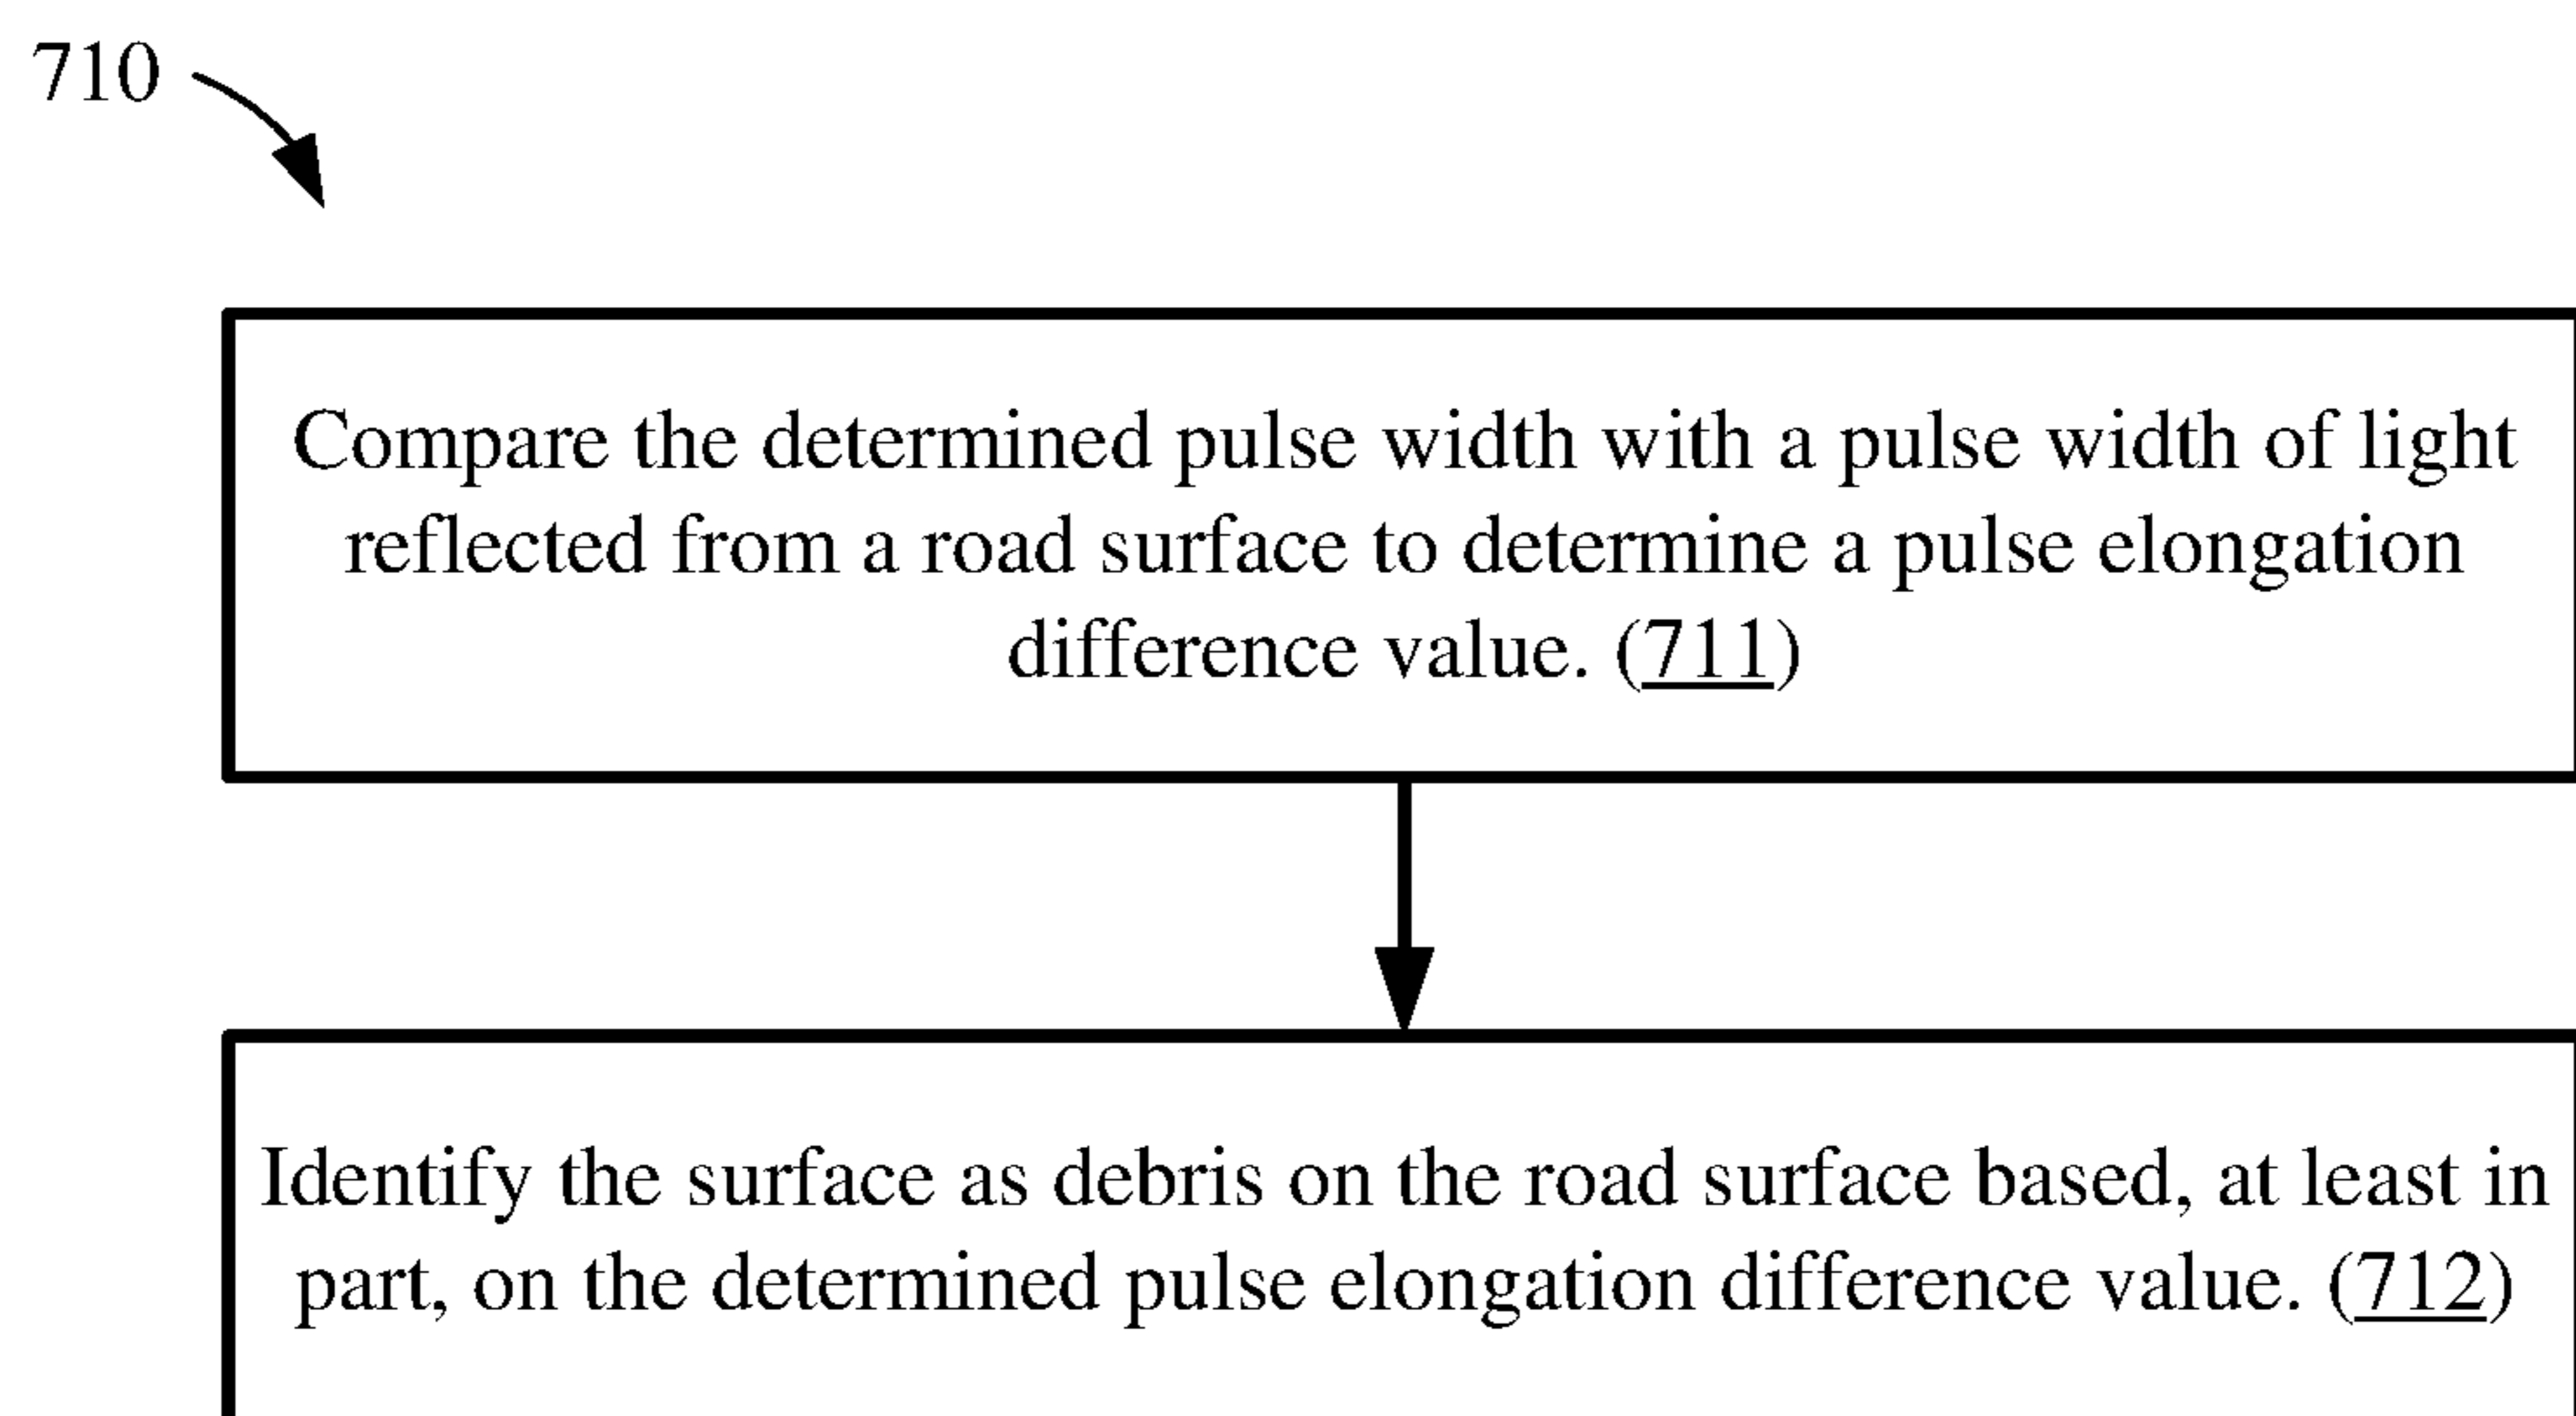 710
Compare the determined pulse width with a pulse width of light
reflected from a road surface to determine a pulse elongation
difference value. (711)
Identify the surface as debris on the road surface based, at least in
part, on the determined pulse elongation difference value. (712)